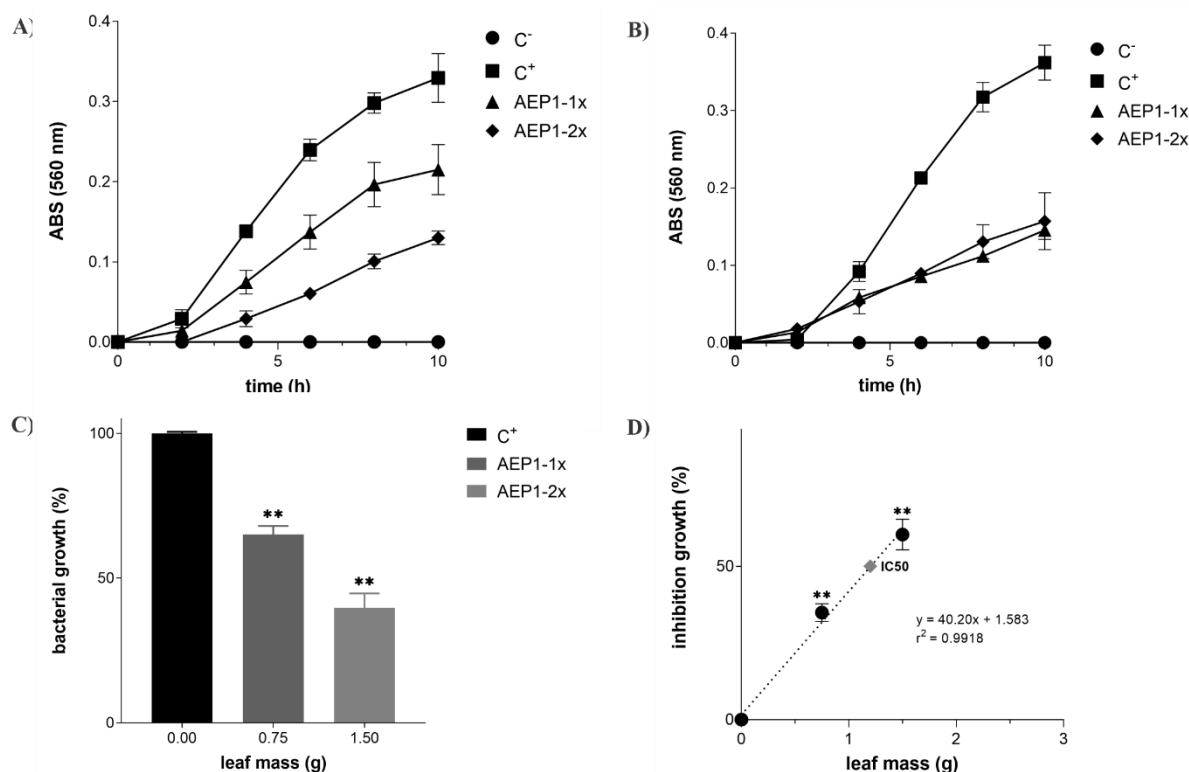 A)
ABS (560 nm)
0.4
0.3
0.2
0.1
0.0
0
5
10
time (h)
C⁻
C⁺
AEP1-1x
AEP1-2x
B)
ABS (560 nm)
0.4
0.3
0.2
0.1
0.0
0
5
10
time (h)
C⁻
C⁺
AEP1-1x
AEP1-2x
C)
bacterial growth (%)
100
50
0
**
**
0.00
0.75
1.50
leaf mass (g)
C⁺
AEP1-1x
AEP1-2x
D)
inhibition growth (%)
50
0
**
**
IC50
y = 40.20x + 1.583
r² = 0.9918
0
1
2
3
leaf mass (g)